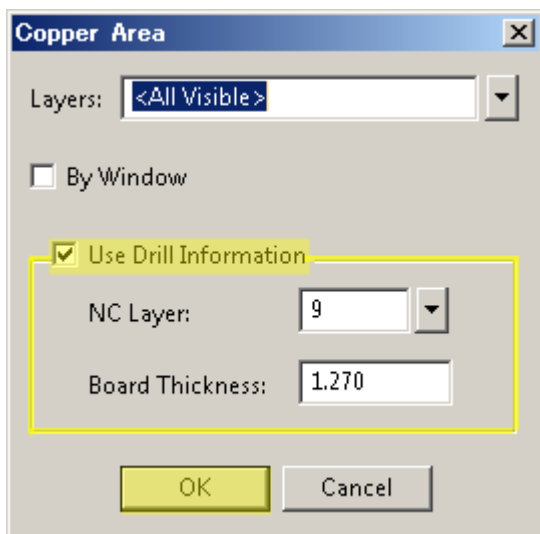 Copper Area
Layers: <All Visible>
By Window
Use Drill Information
NC Layer: 9
Board Thickness: 1.270
OK Cancel